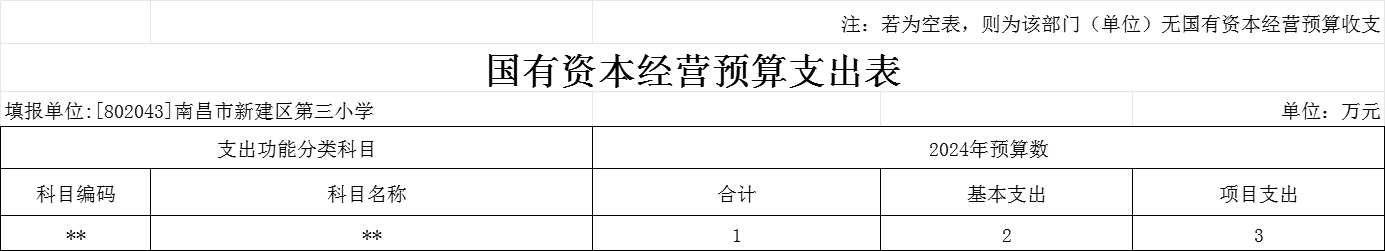 注：若为空表，则为该部门（单位）无国有资本经营预算收支
国有资本经营预算支出表
填报单位:[802043]南昌市新建区第三小学 单位：万元
支出功能分类科目 2024年预算数
科目编码 科目名称 合计 基本支出 项目支出
** ** 1 2 3